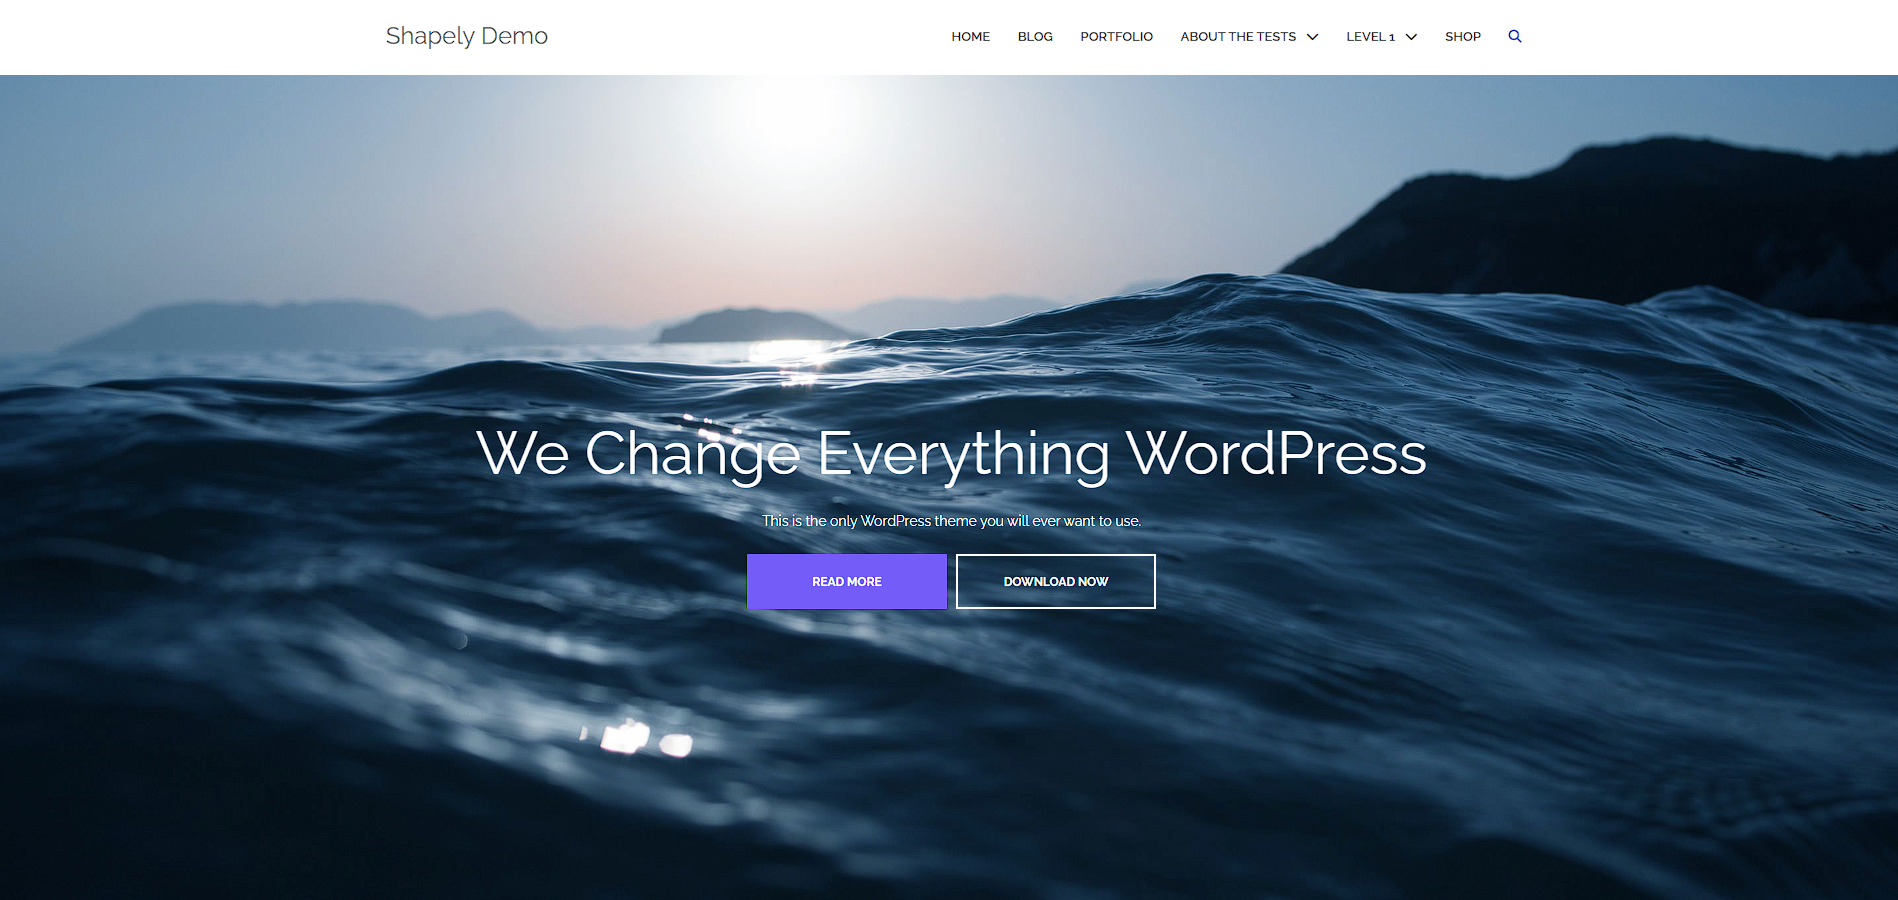 Shapely Demo
HOME BLOG PORTFOLIO ABOUT THE TESTS LEVEL 1 SHOP
We Change Everything WordPress
This is the only WordPress theme you will ever want to use.
READ MORE DOWNLOAD NOW